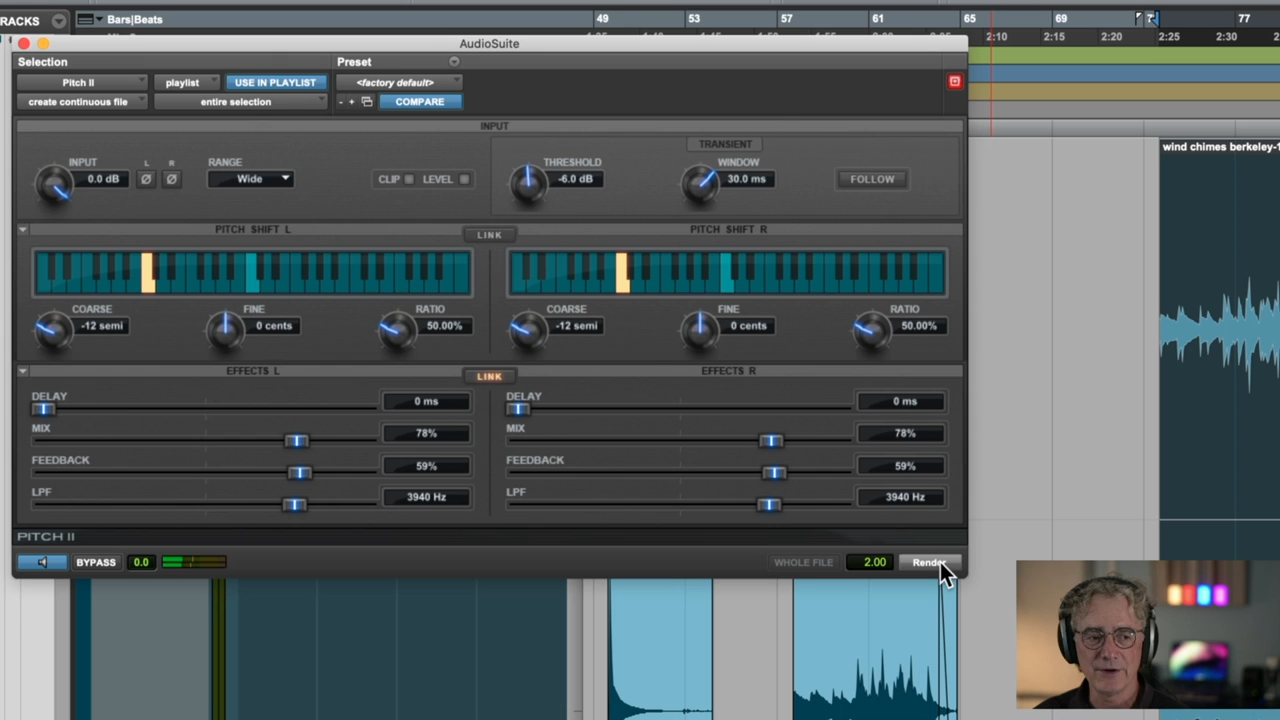 RACKS
Bars|Beats
49
53
57
61
65
69
77
2:10
2:15
2:20
2:25
2:30
AudioSuite
Selection
Preset
Pitch II
playlist
USE IN PLAYLIST
<factory default>
create continuous file
entire selection
- +
COMPARE
INPUT
TRANSIENT
INPUT
L
R
RANGE
THRESHOLD
WINDOW
0.0 dB
Ø
Ø
Wide
CLIP
LEVEL
-6.0 dB
30.0 ms
FOLLOW
wind chimes berkeley-1
PITCH SHIFT L
LINK
PITCH SHIFT R
COARSE
FINE
RATIO
COARSE
FINE
RATIO
-12 semi
0 cents
50.00%
-12 semi
0 cents
50.00%
EFFECTS L
LINK
EFFECTS R
DELAY
0 ms
DELAY
0 ms
MIX
78%
MIX
78%
FEEDBACK
59%
FEEDBACK
59%
LPF
3940 Hz
LPF
3940 Hz
PITCH II
BYPASS
0.0
WHOLE FILE
2.00
Render